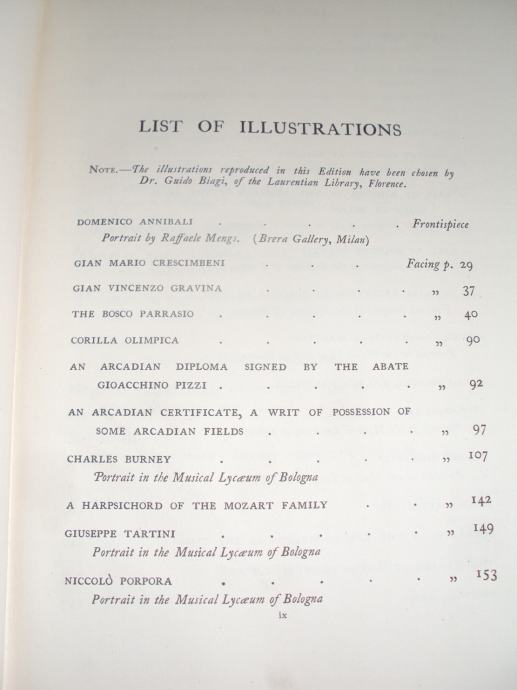 LIST OF ILLUSTRATIONS
NOTE.—The illustrations reproduced in this Edition have been chosen by
Dr. Guido Biagi, of the Laurentian Library, Florence.
DOMENICO ANNIBALI . . . . . Frontispiece
Portrait by Raffaele Mengs. (Brera Gallery, Milan)
GIAN MARIO CRESCIMBENI . . . Facing p. 29
GIAN VINCENZO GRAVINA . . . . „ 37
THE BOSCO PARRASIO . . . . . „ 40
CORILLA OLIMPICA . . . . . „ 90
AN ARCADIAN DIPLOMA SIGNED BY THE ABATE
GIOACCHINO PIZZI . . . . . „ 92
AN ARCADIAN CERTIFICATE, A WRIT OF POSSESSION OF
SOME ARCADIAN FIELDS . . . . „ 97
CHARLES BURNEY . . . . . „ 107
Portrait in the Musical Lycæum of Bologna
A HARPSICHORD OF THE MOZART FAMILY . . „ 142
GIUSEPPE TARTINI . . . . . „ 149
Portrait in the Musical Lycæum of Bologna
NICCOLÒ PORPORA . . . . . „ 153
Portrait in the Musical Lycæum of Bologna
ix